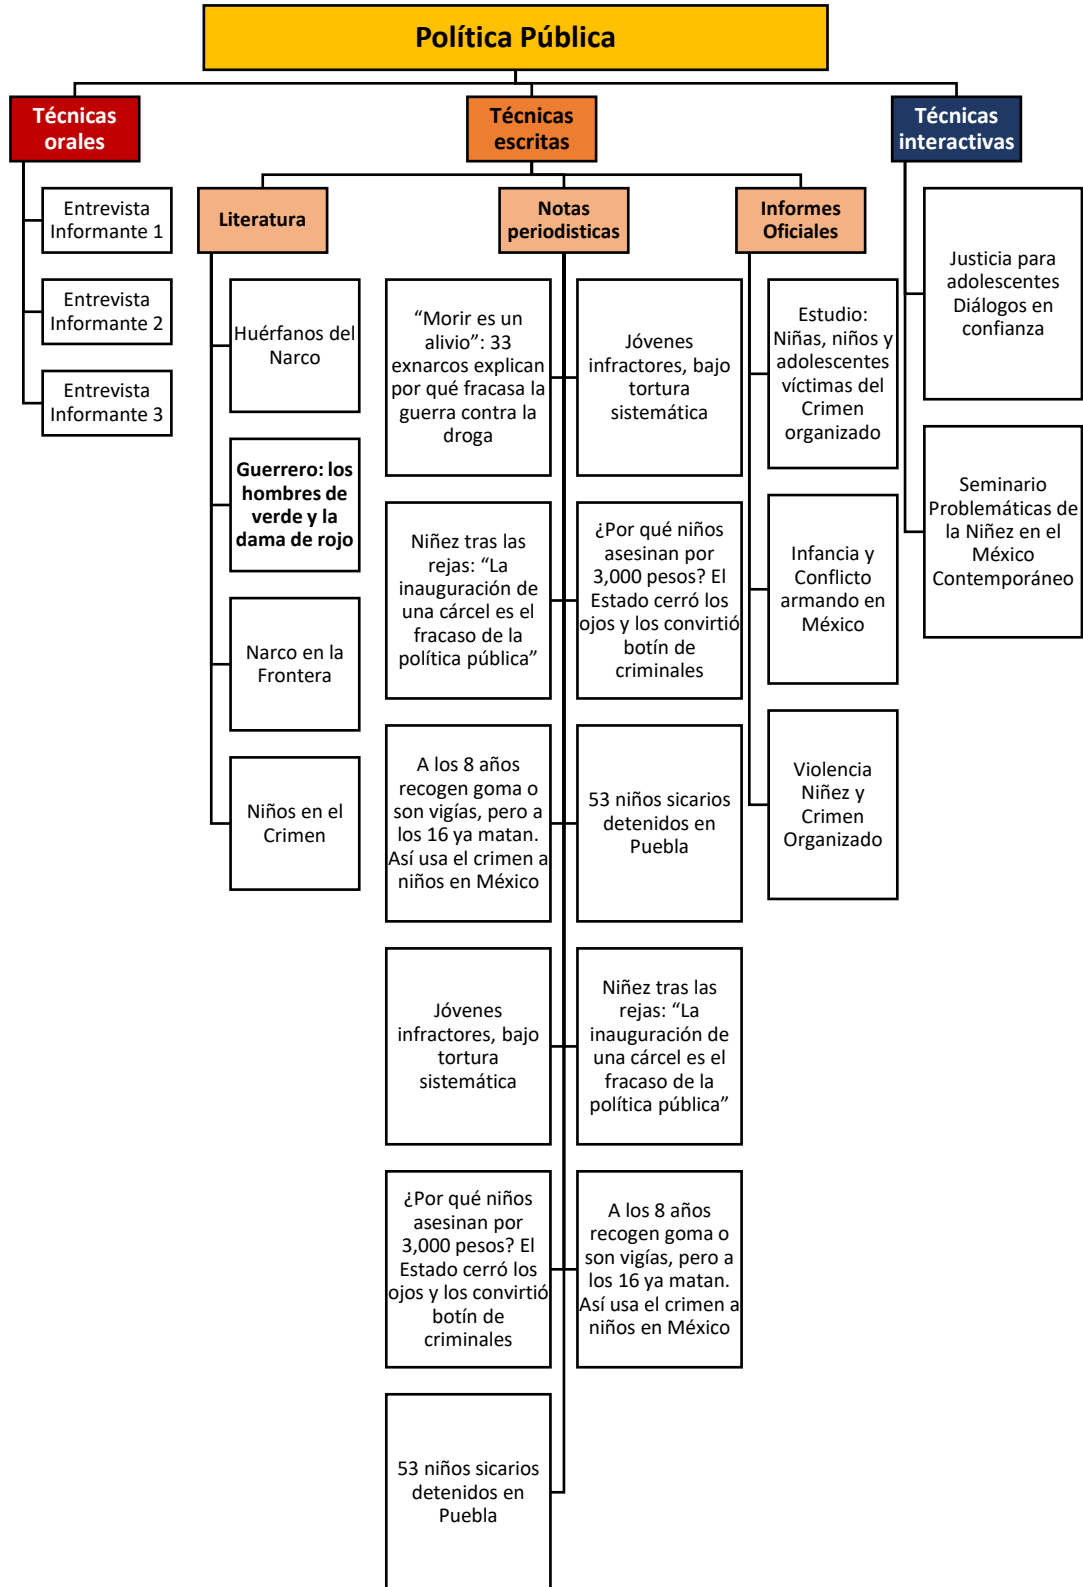 Política Pública
Técnicas
orales
Entrevista
Informante 1
Entrevista
Informante 2
Entrevista
Informante 3
Técnicas
escritas
Literatura
Huérfanos del
Narco
Guerrero: los
hombres de
verde y la
dama de rojo
Narco en la
Frontera
Niños en el
Crimen
Notas
periodisticas
“Morir es un
alivio”: 33
exnarcos explican
por qué fracasa la
guerra contra la
droga
Jóvenes
infractores, bajo
tortura
sistemática
Niñez tras las
rejas: “La
inauguración de
una cárcel es el
fracaso de la
política pública”
¿Por qué niños
asesinan por
3,000 pesos? El
Estado cerró los
ojos y los convirtió
botín de
criminales
A los 8 años
recogen goma o
son vigías, pero a
los 16 ya matan.
Así usa el crimen a
niños en México
53 niños sicarios
detenidos en
Puebla
Jóvenes
infractores, bajo
tortura
sistemática
Niñez tras las
rejas: “La
inauguración de
una cárcel es el
fracaso de la
política pública”
¿Por qué niños
asesinan por
3,000 pesos? El
Estado cerró los
ojos y los convirtió
botín de
criminales
A los 8 años
recogen goma o
son vigías, pero a
los 16 ya matan.
Así usa el crimen a
niños en México
53 niños sicarios
detenidos en
Puebla
Informes
Oficiales
Estudio:
Niñas, niños y
adolescentes
víctimas del
Crimen
organizado
Infancia y
Conflicto
armando en
México
Violencia
Niñez y
Crimen
Organizado
Técnicas
interactivas
Justicia para
adolescentes
Diálogos en
confianza
Seminario
Problemáticas de
la Niñez en el
México
Contemporáneo